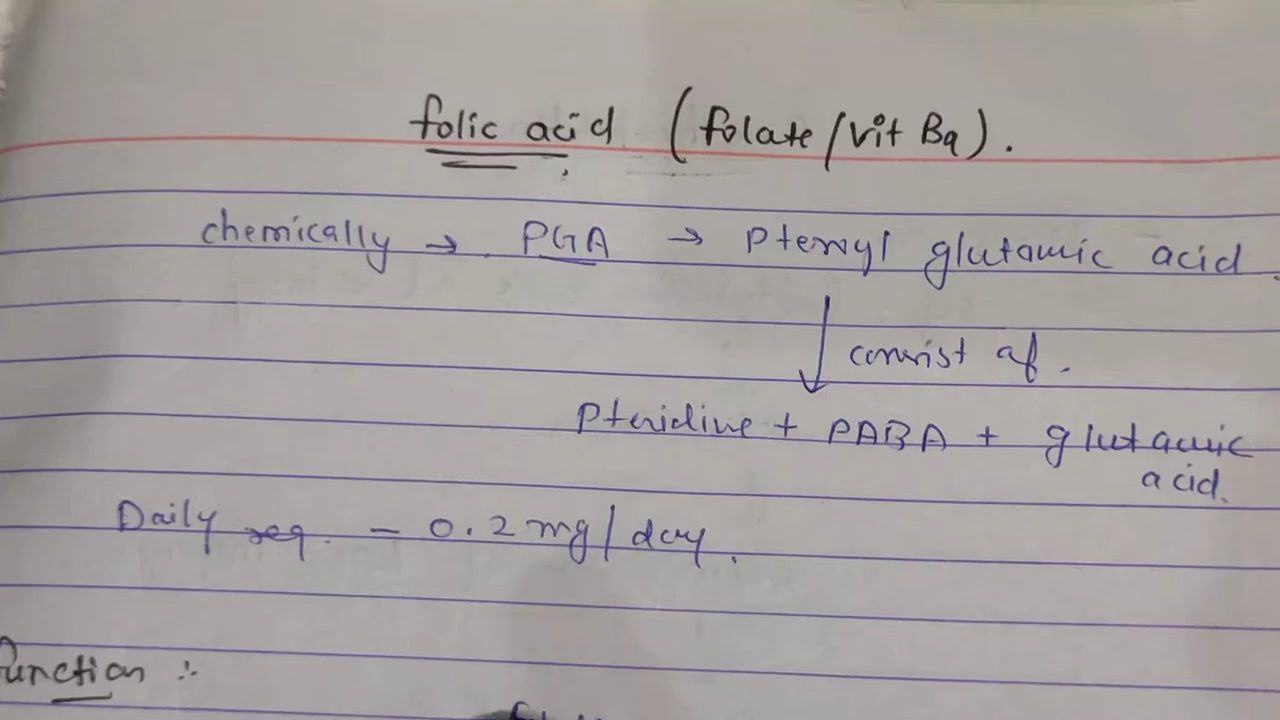 folic acid (folate/vit B9).
chemically → PGA → Pteroyl glutamic acid.
↓ consist of.
Pteridine + PABA + glutamic
acid.
Daily req. - 0.2 mg/day.
Function :-